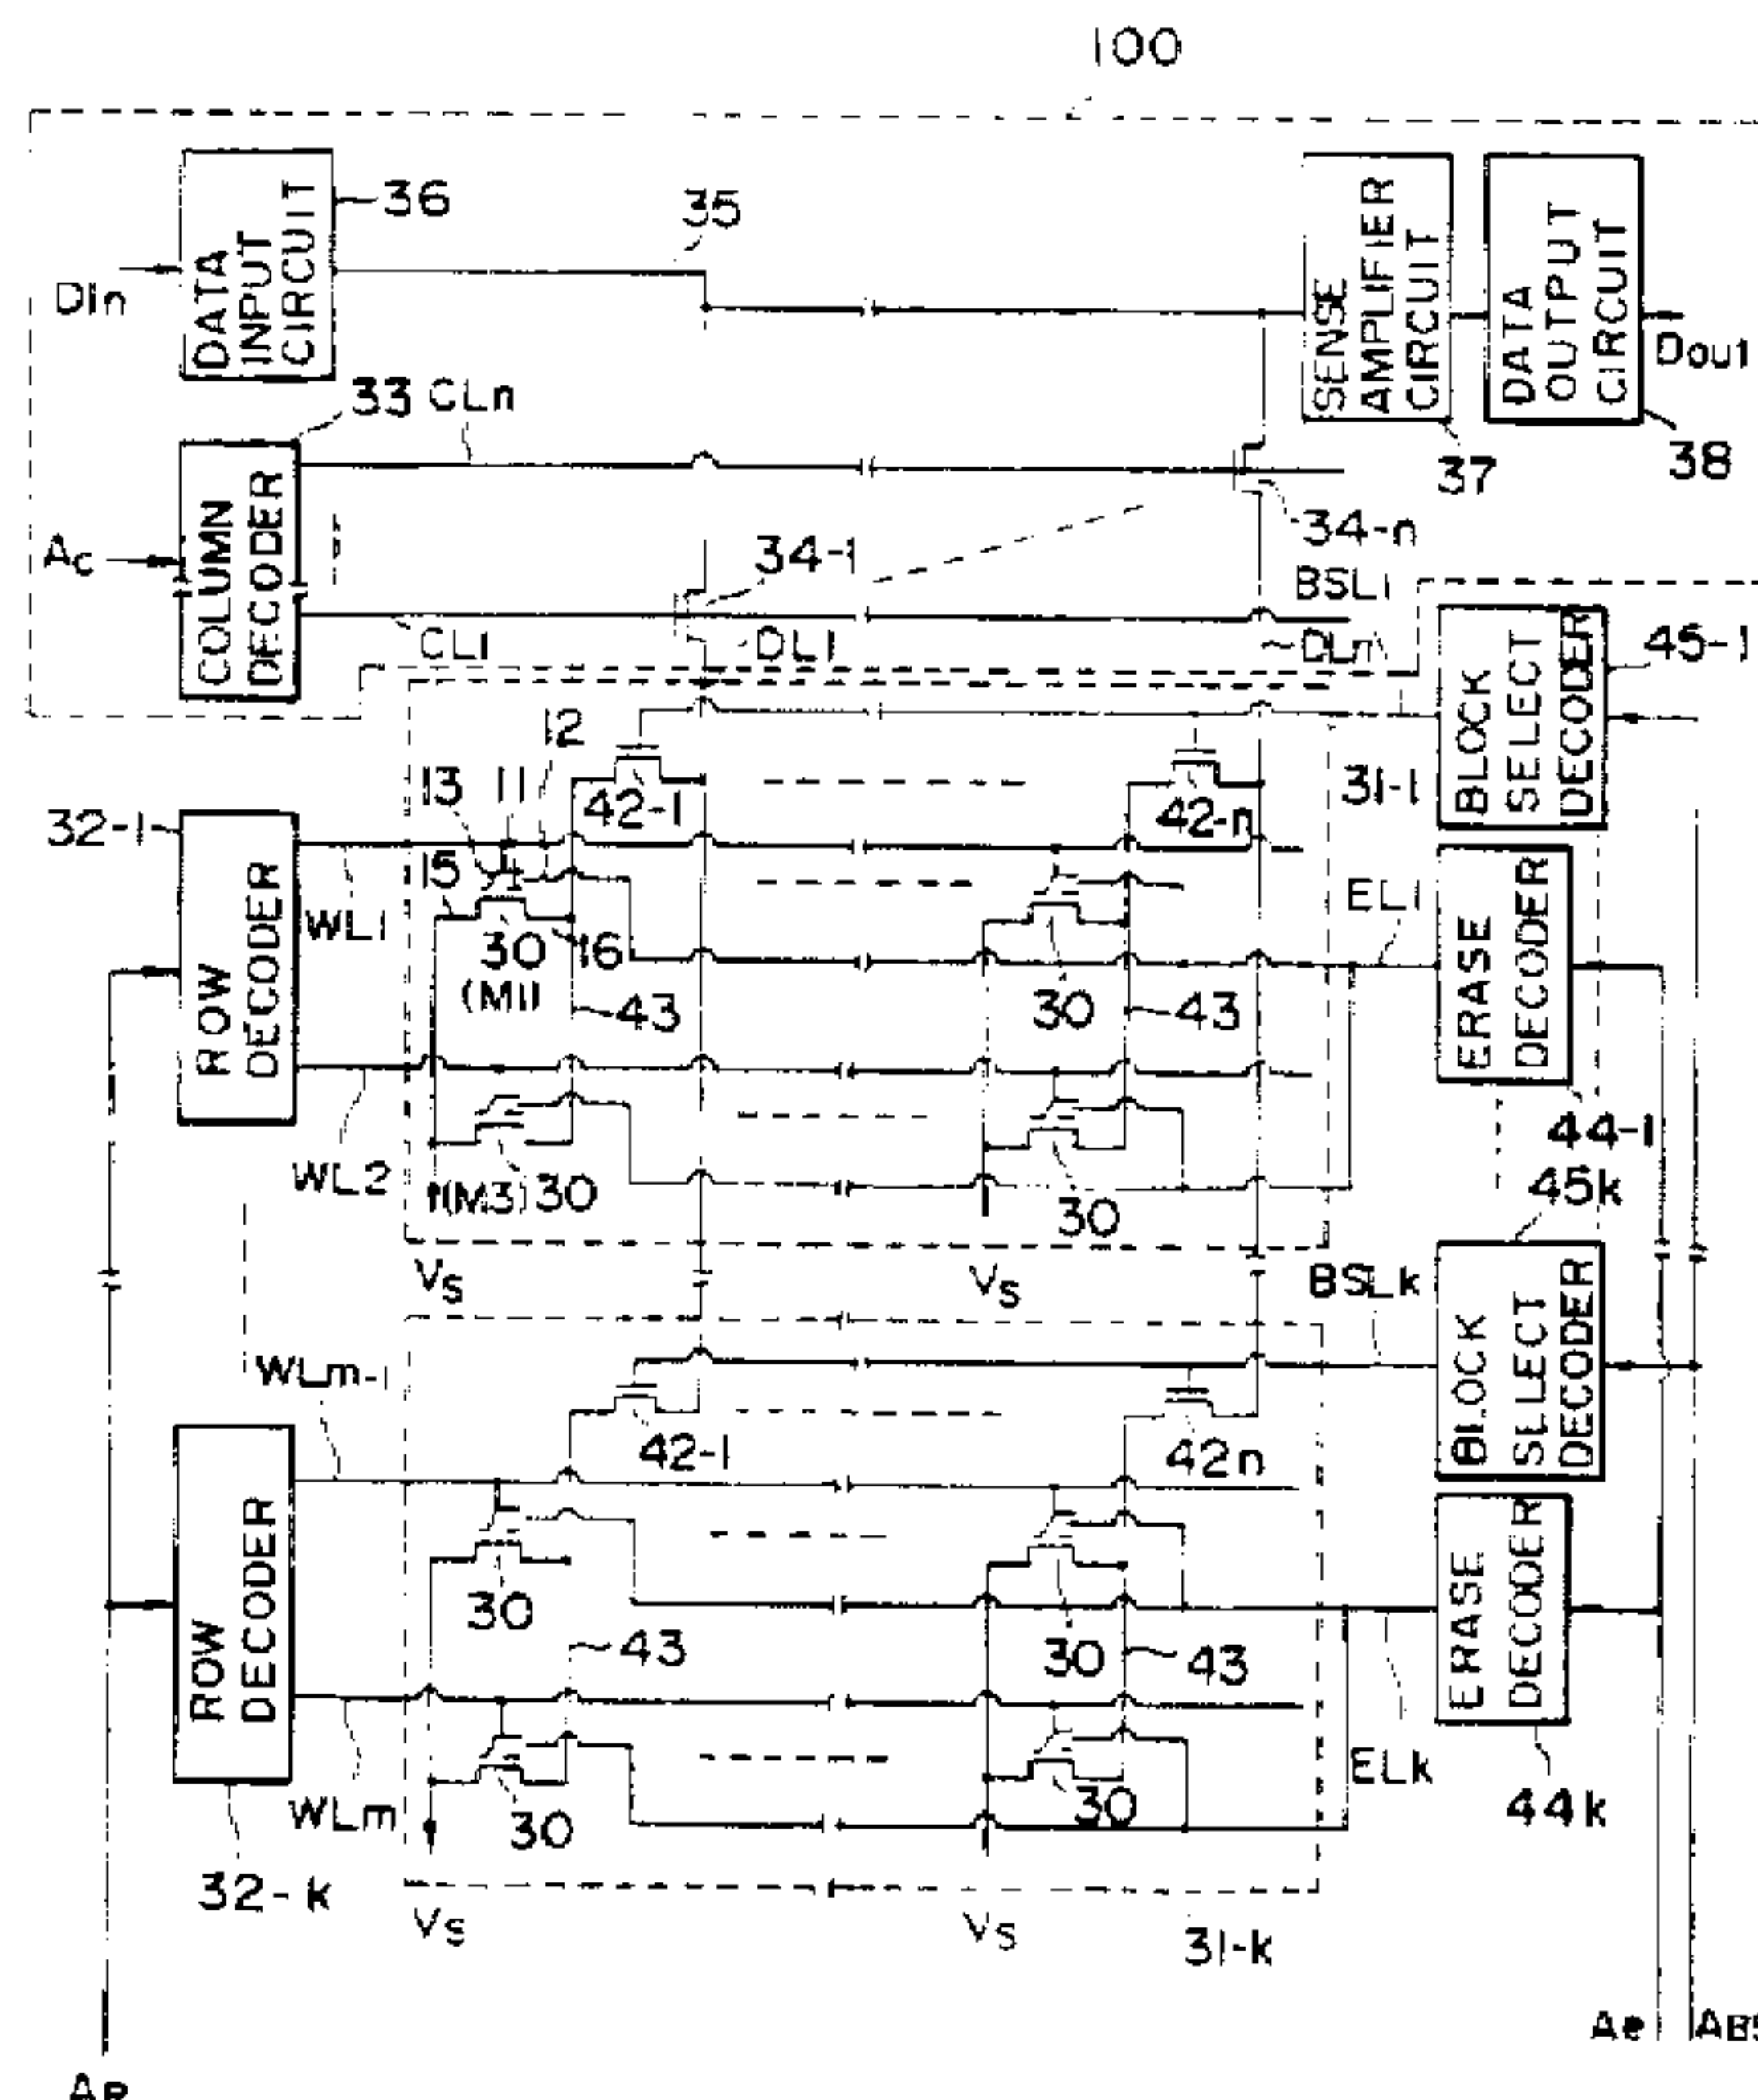 100
DATA
INPUT
CIRCUIT
36
35
Din
SENSE
AMPLIFIER
CIRCUIT
DATA
OUTPUT
CIRCUIT
Dout
33
CLn
37
38
COLUMN
DECODER
Ac
34-n
34-1
BSL1
CL1
DL1
DLn
BLOCK
SELECT
DECODER
45-1
12
13
11
42-1
42-n
31-1
32-1
ROW
DECODER
15
WL1
30
16
(M1)
43
30
43
EL1
ERASE
DECODER
44-1
WL2
(M3)
30
30
45k
Vs
Vs
BSLk
BLOCK
SELECT
DECODER
WLm-1
42-1
42n
ROW
DECODER
30
43
30
43
ERASE
DECODER
WLm
30
30
ELk
44k
32-k
Vs
Vs
31-k
Ae
ABS
AR